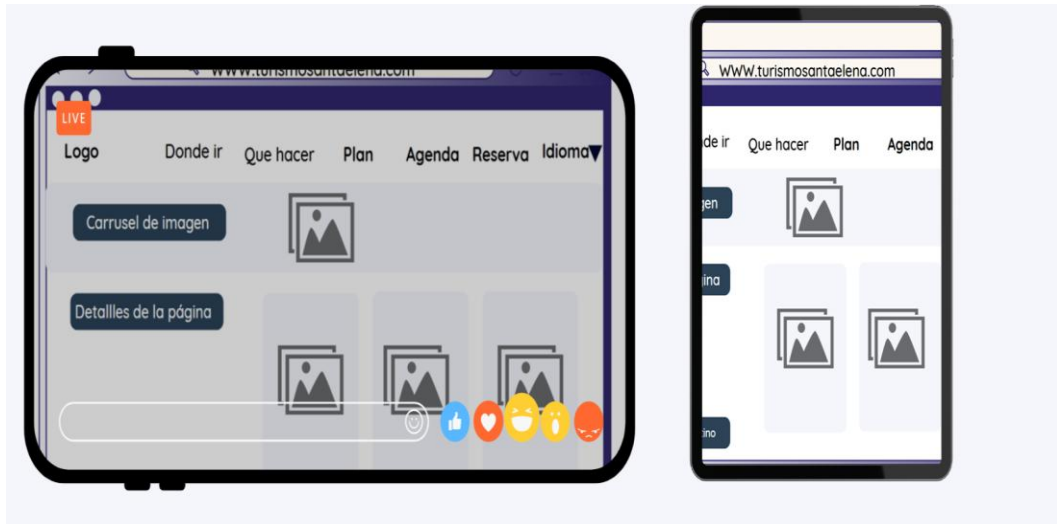 www.turismosantaelena.com
LIVE
Logo Donde ir Que hacer Plan Agenda Reserva Idioma▼
Carrusel de imagen
Detallles de la página
WWW.turismosantaelena.com
de ir Que hacer Plan Agenda
gen
gina
tino